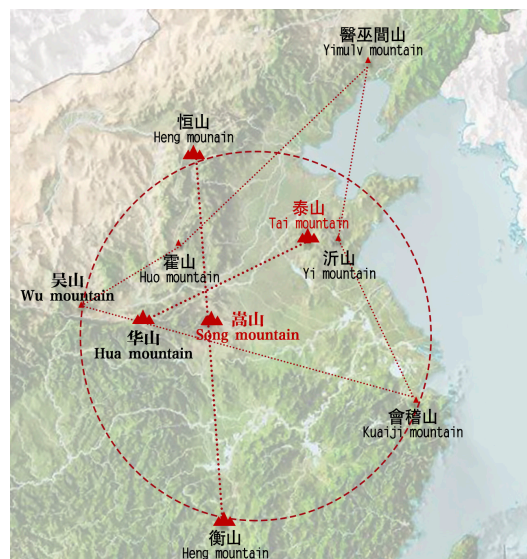 醫巫閭山
Yimulv mountain
恒山
Heng mounain
泰山
Tai mountain
霍山
Huo mountain
沂山
Yi mountain
吴山
Wu mountain
华山
Hua mountain
嵩山
Song mountain
會稽山
Kuaiji mountain
衡山
Heng mountain